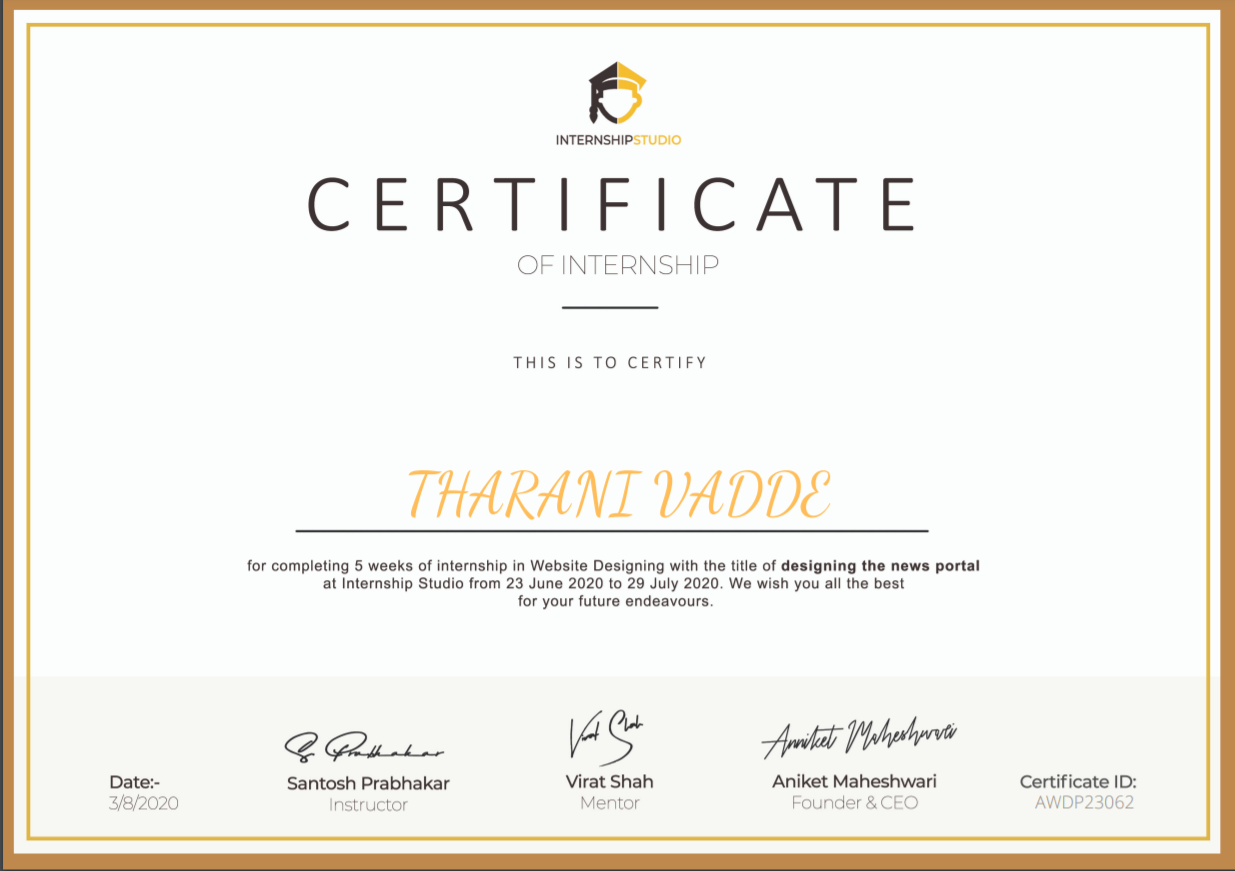 INTERNSHIPSTUDIO
CERTIFICATE
OF INTERNSHIP
THIS IS TO CERTIFY
THARANI VADDE
for completing 5 weeks of internship in Website Designing with the title of designing the news portal
at Internship Studio from 23 June 2020 to 29 July 2020. We wish you all the best
for your future endeavours.
S Prabhakar
Virat Shah
Anniket Maheshwari
Date:-
3/8/2020
Santosh Prabhakar
Instructor
Virat Shah
Mentor
Aniket Maheshwari
Founder & CEO
Certificate ID:
AWDP23062